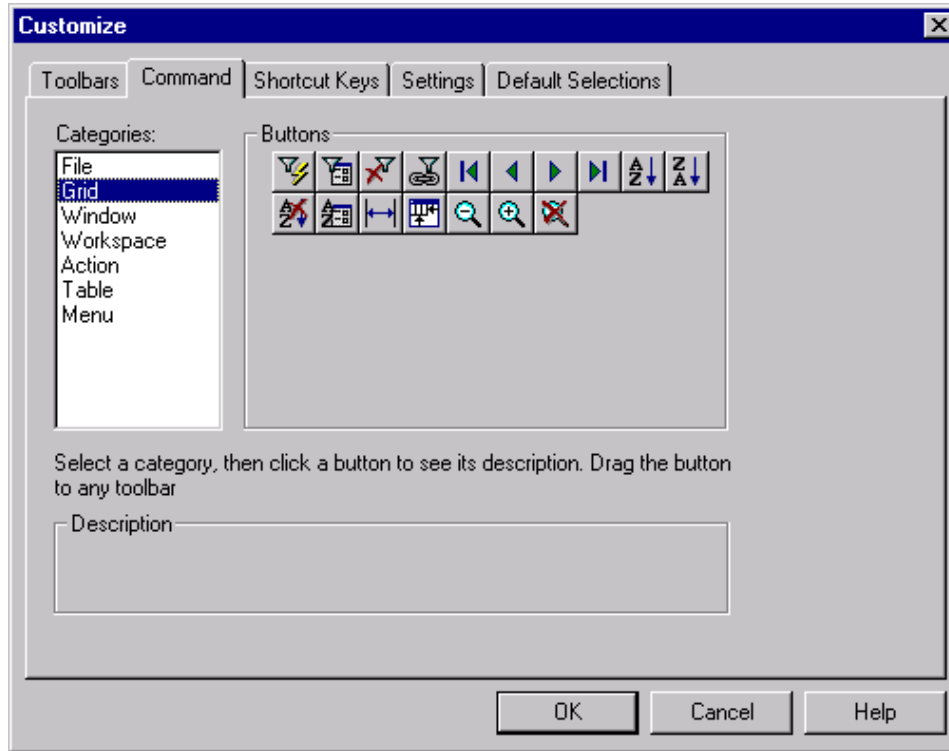 Customize
Toolbars Command Shortcut Keys Settings Default Selections
Categories:
Buttons
File
Grid
Window
Workspace
Action
Table
Menu
Select a category, then click a button to see its description. Drag the button
to any toolbar
Description
OK Cancel Help